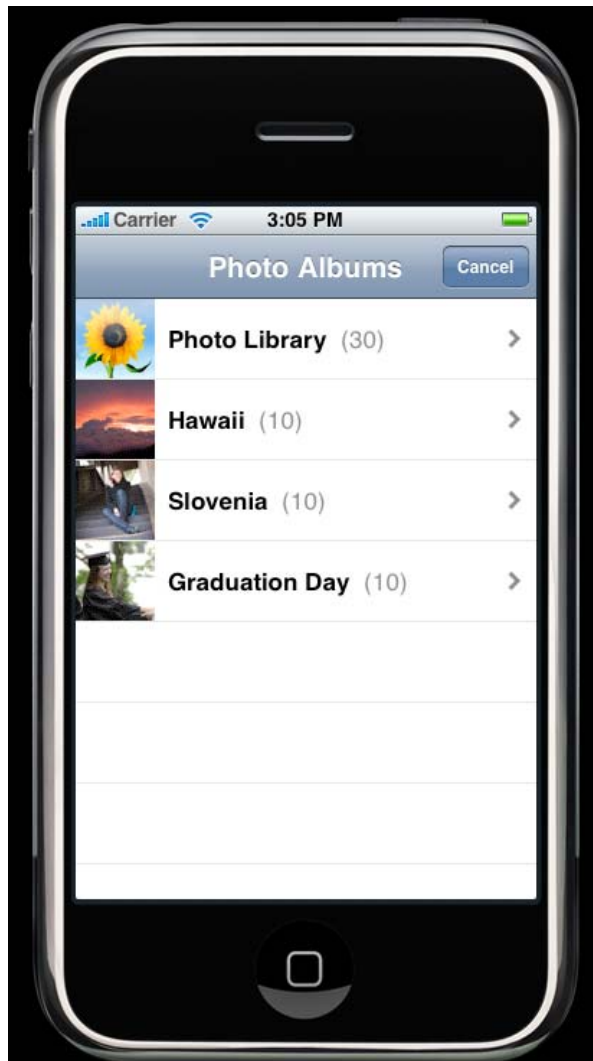 Carrier 3:05 PM
Photo Albums Cancel
Photo Library (30)
Hawaii (10)
Slovenia (10)
Graduation Day (10)